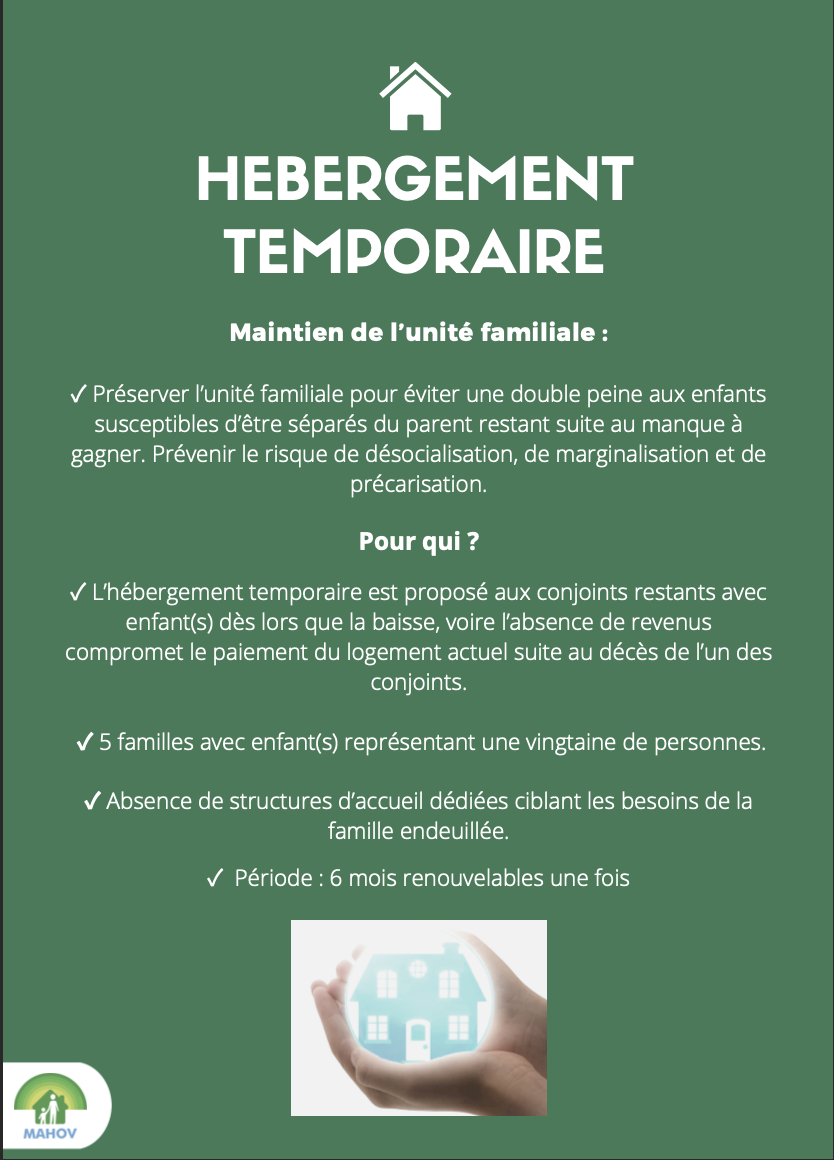 HEBERGEMENT
TEMPORAIRE
Maintien de l’unité familiale :
✓ Préserver l’unité familiale pour éviter une double peine aux enfants
susceptibles d’être séparés du parent restant suite au manque à
gagner. Prévenir le risque de désocialisation, de marginalisation et de
précarisation.
Pour qui ?
✓ L’hébergement temporaire est proposé aux conjoints restants avec
enfant(s) dès lors que la baisse, voire l’absence de revenus
compromet le paiement du logement actuel suite au décès de l’un des
conjoints.
✓ 5 familles avec enfant(s) représentant une vingtaine de personnes.
✓ Absence de structures d’accueil dédiées ciblant les besoins de la
famille endeuillée.
✓ Période : 6 mois renouvelables une fois
MAHOV